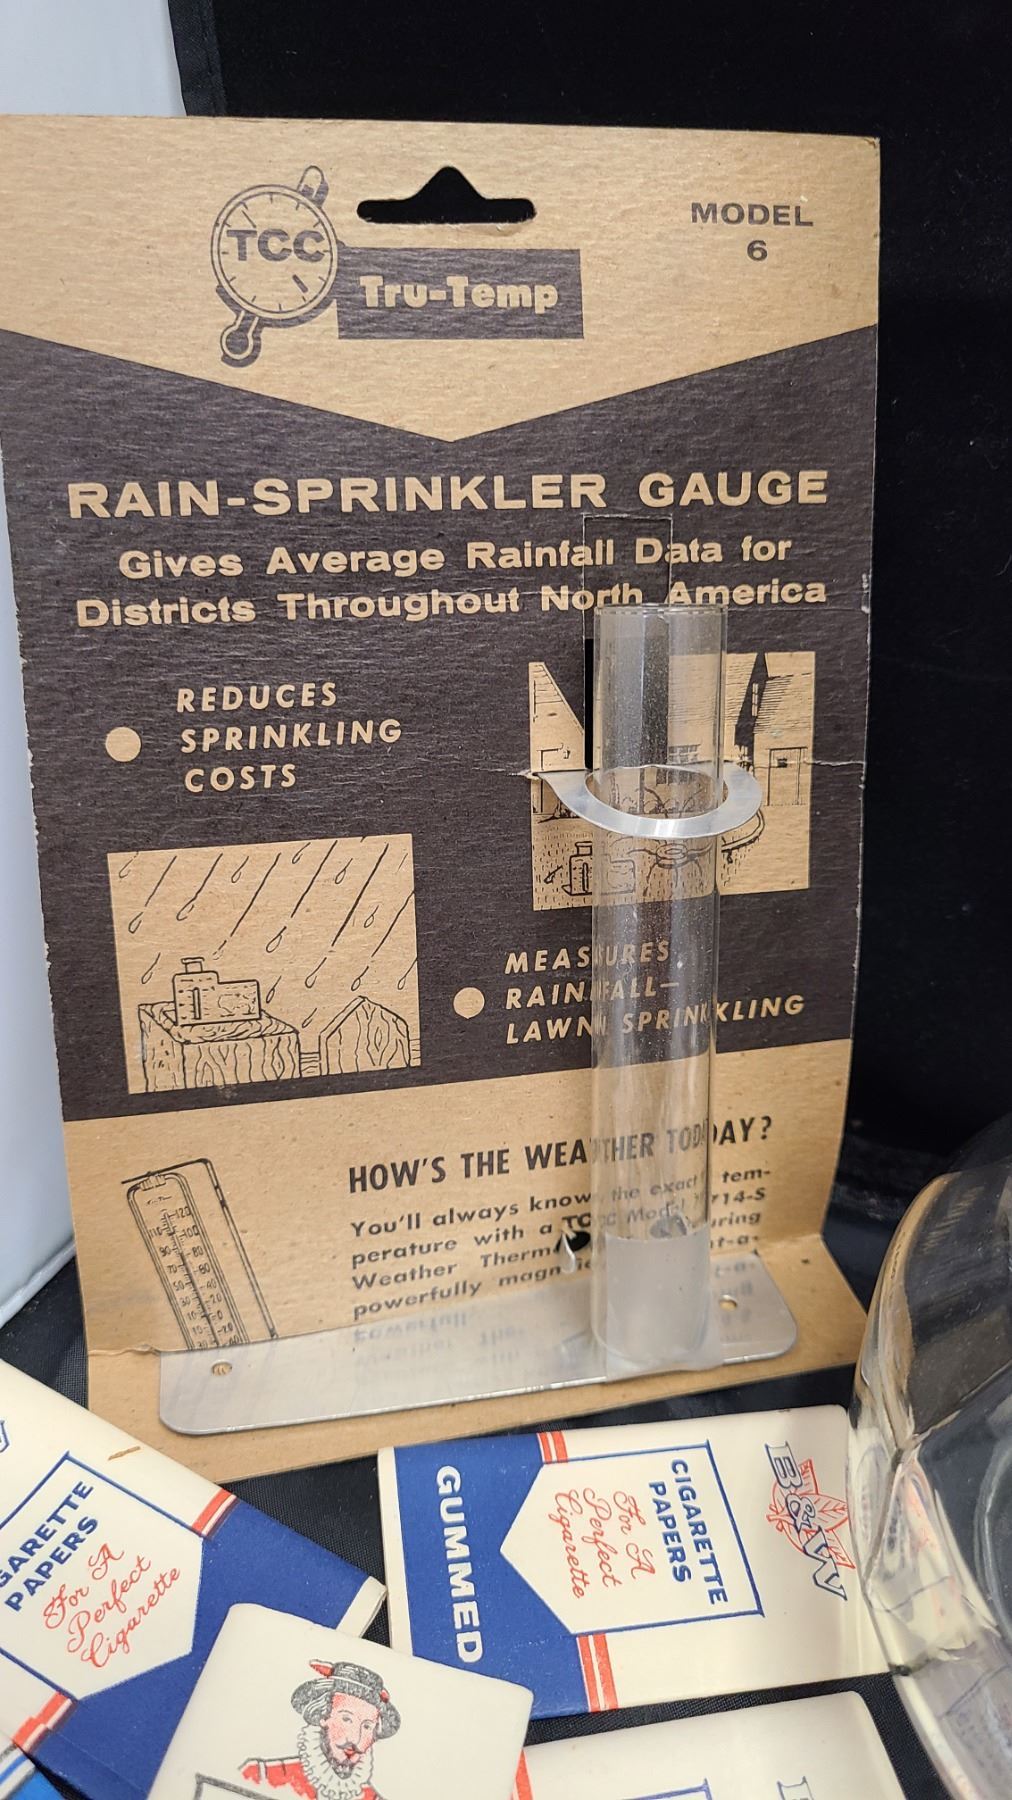 TCC
Tru-Temp
MODEL
6
RAIN-SPRINKLER GAUGE
Gives Average Rainfall Data for
Districts Throughout North America
REDUCES
SPRINKLING
COSTS
MEASURES
RAINFALL-
LAWN SPRINKLING
HOW'S THE WEATHER TODAY?
You'll always know the exact tem-
perature with a TCC Model 714-S
Weather
powerfully
GARETTE
PAPERS
For A
Perfect
Cigarette
GUMMED
CIGARETTE
PAPERS
For A
Perfect
Cigarette
B&W